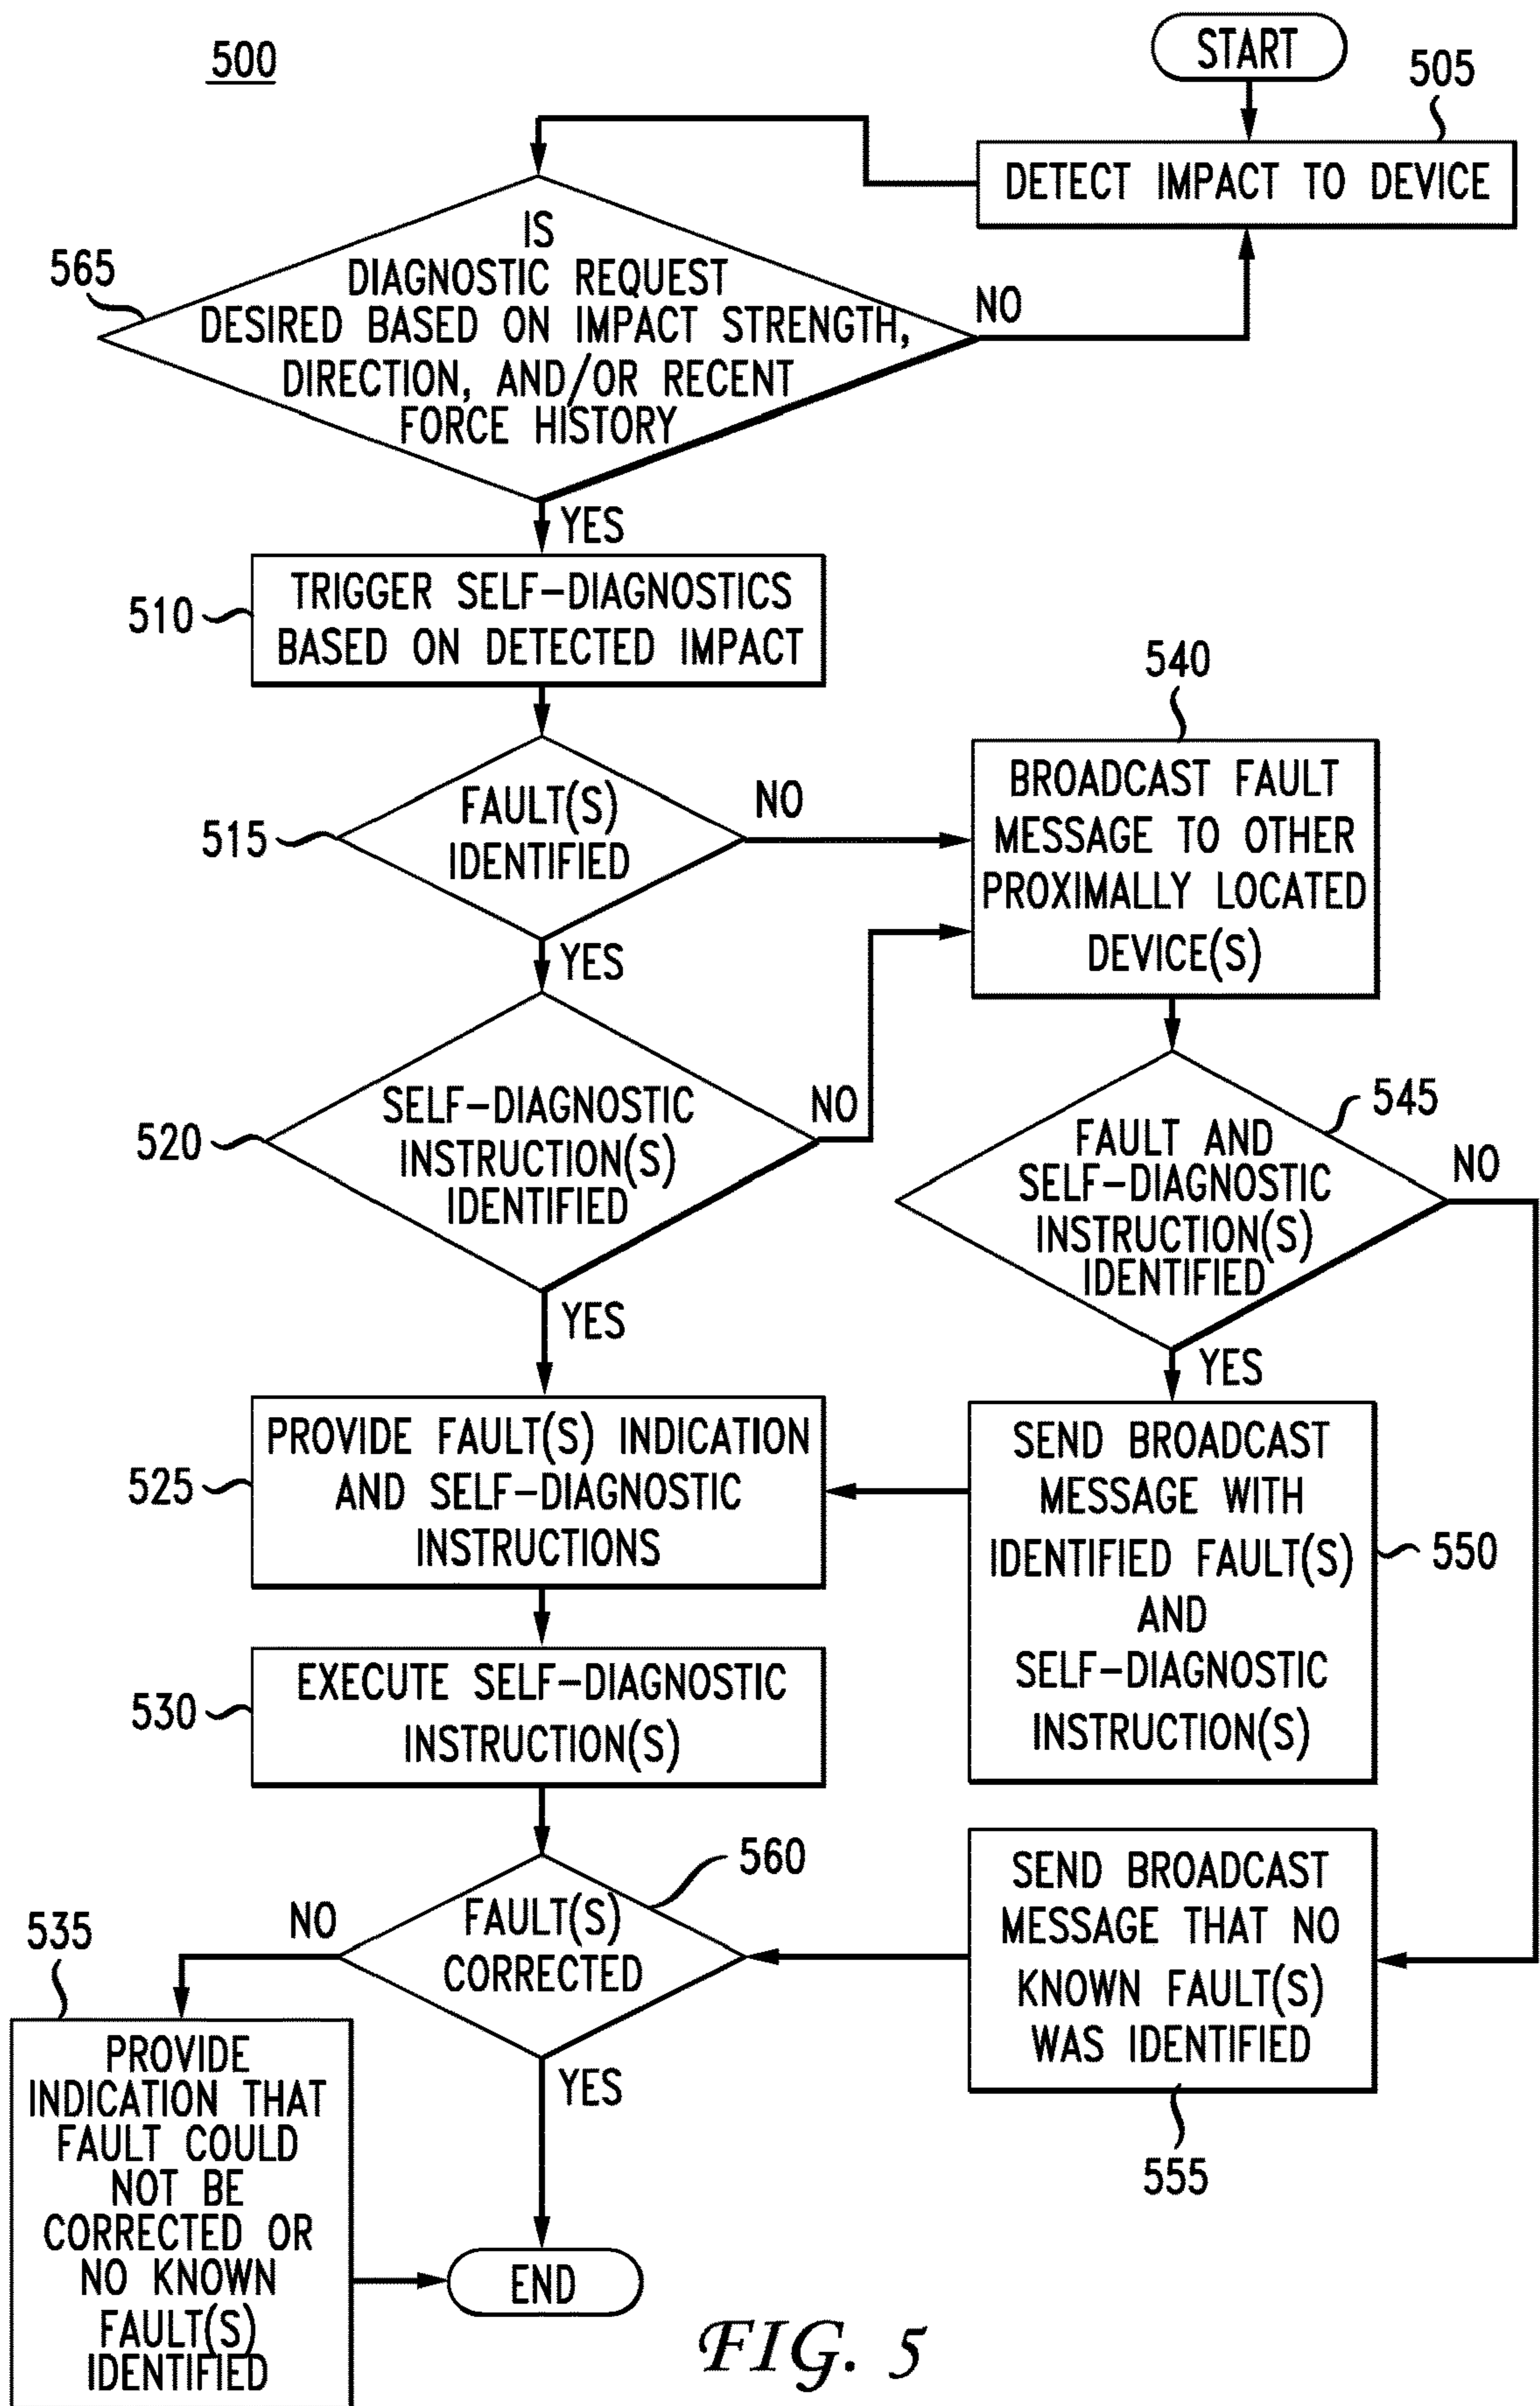 500
START
505
DETECT IMPACT TO DEVICE
565
IS
DIAGNOSTIC REQUEST
DESIRED BASED ON IMPACT STRENGTH,
DIRECTION, AND/OR RECENT
FORCE HISTORY
NO
YES
510
TRIGGER SELF-DIAGNOSTICS
BASED ON DETECTED IMPACT
515
FAULT(S)
IDENTIFIED
NO
YES
540
BROADCAST FAULT
MESSAGE TO OTHER
PROXIMALLY LOCATED
DEVICE(S)
520
SELF-DIAGNOSTIC
INSTRUCTION(S)
IDENTIFIED
NO
YES
545
FAULT AND
SELF-DIAGNOSTIC
INSTRUCTION(S)
IDENTIFIED
NO
YES
525
PROVIDE FAULT(S) INDICATION
AND SELF-DIAGNOSTIC
INSTRUCTIONS
SEND BROADCAST
MESSAGE WITH
IDENTIFIED FAULT(S)
AND
SELF-DIAGNOSTIC
INSTRUCTION(S)
550
530
EXECUTE SELF-DIAGNOSTIC
INSTRUCTION(S)
560
FAULT(S)
CORRECTED
NO
YES
SEND BROADCAST
MESSAGE THAT NO
KNOWN FAULT(S)
WAS IDENTIFIED
555
535
PROVIDE
INDICATION THAT
FAULT COULD
NOT BE
CORRECTED OR
NO KNOWN
FAULT(S)
IDENTIFIED
END
FIG. 5